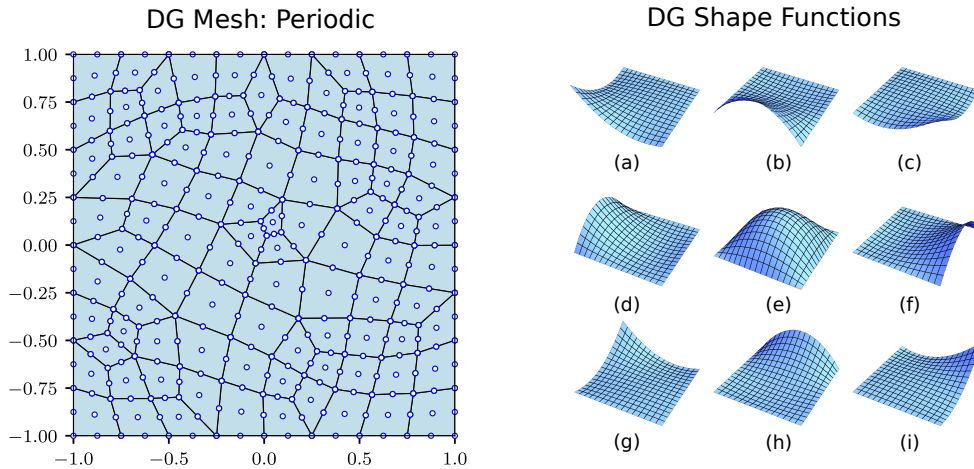 DG Mesh: Periodic
1.00
0.75
0.50
0.25
0.00
−0.25
−0.50
−0.75
−1.00
−1.0
−0.5
0.0
0.5
1.0
DG Shape Functions
(a)
(b)
(c)
(d)
(e)
(f)
(g)
(h)
(i)